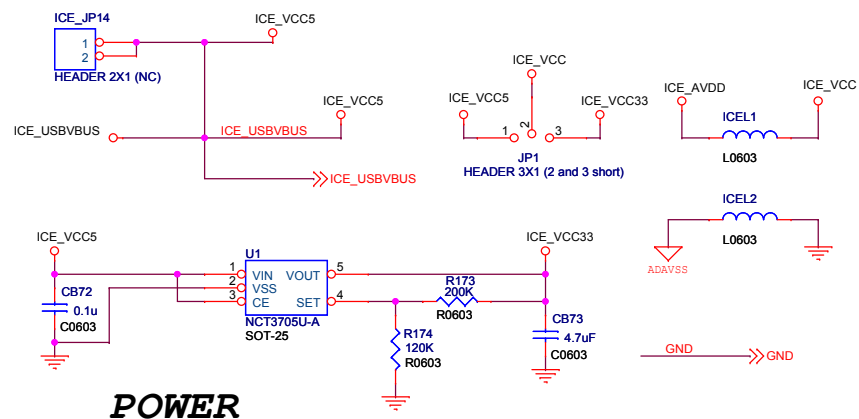 ICE_JP14
1
2
HEADER 2X1 (NC)
ICE_VCC5
ICE_VCC5
ICE_USBVBUS
ICE_USBVBUS
ICE_USBVBUS
ICE_VCC
ICE_VCC5
ICE_VCC33
1
2
3
JP1
HEADER 3X1 (2 and 3 short)
ICE_AVDD
ICE_VCC
ICEL1
L0603
ICEL2
L0603
ADAVSS
ICE_VCC5
CB72
0.1u
C0603
U1
1
2
3
VIN
VSS
CE
VOUT
SET
5
4
NCT3705U-A
SOT-25
R173
200K
R0603
R174
120K
R0603
ICE_VCC33
CB73
4.7uF
C0603
GND
GND
POWER